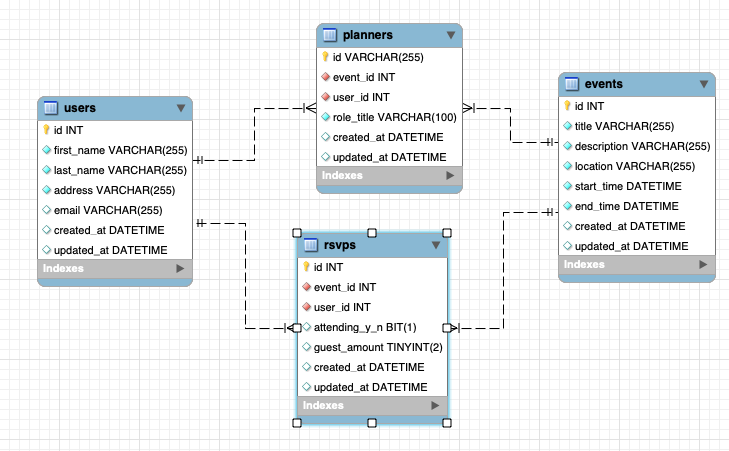 planners
id VARCHAR(255)
event_id INT
user_id INT
role_title VARCHAR(100)
created_at DATETIME
updated_at DATETIME
Indexes
users
id INT
first_name VARCHAR(255)
last_name VARCHAR(255)
address VARCHAR(255)
email VARCHAR(255)
created_at DATETIME
updated_at DATETIME
Indexes
events
id INT
title VARCHAR(255)
description VARCHAR(255)
location VARCHAR(255)
start_time DATETIME
end_time DATETIME
created_at DATETIME
updated_at DATETIME
Indexes
rsvps
id INT
event_id INT
user_id INT
attending_y_n BIT(1)
guest_amount TINYINT(2)
created_at DATETIME
updated_at DATETIME
Indexes